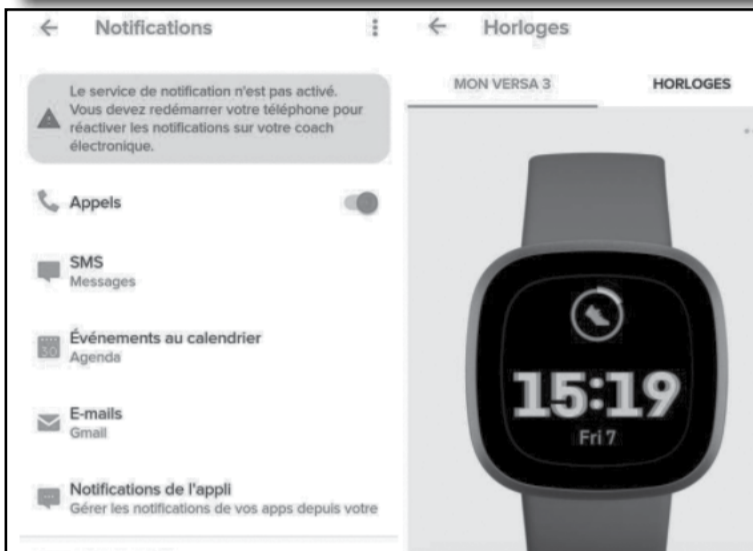 Notifications
Le service de notification n'est pas activé.
Vous devez redémarrer votre téléphone pour
réactiver les notifications sur votre coach
électronique.
Appels
SMS
Messages
30
Événements au calendrier
Agenda
E-mails
Gmail
Notifications de l'appli
Gérer les notifications de vos apps depuis votre
Horloges
MON VERSA 3
HORLOGES
15:19
Fri 7